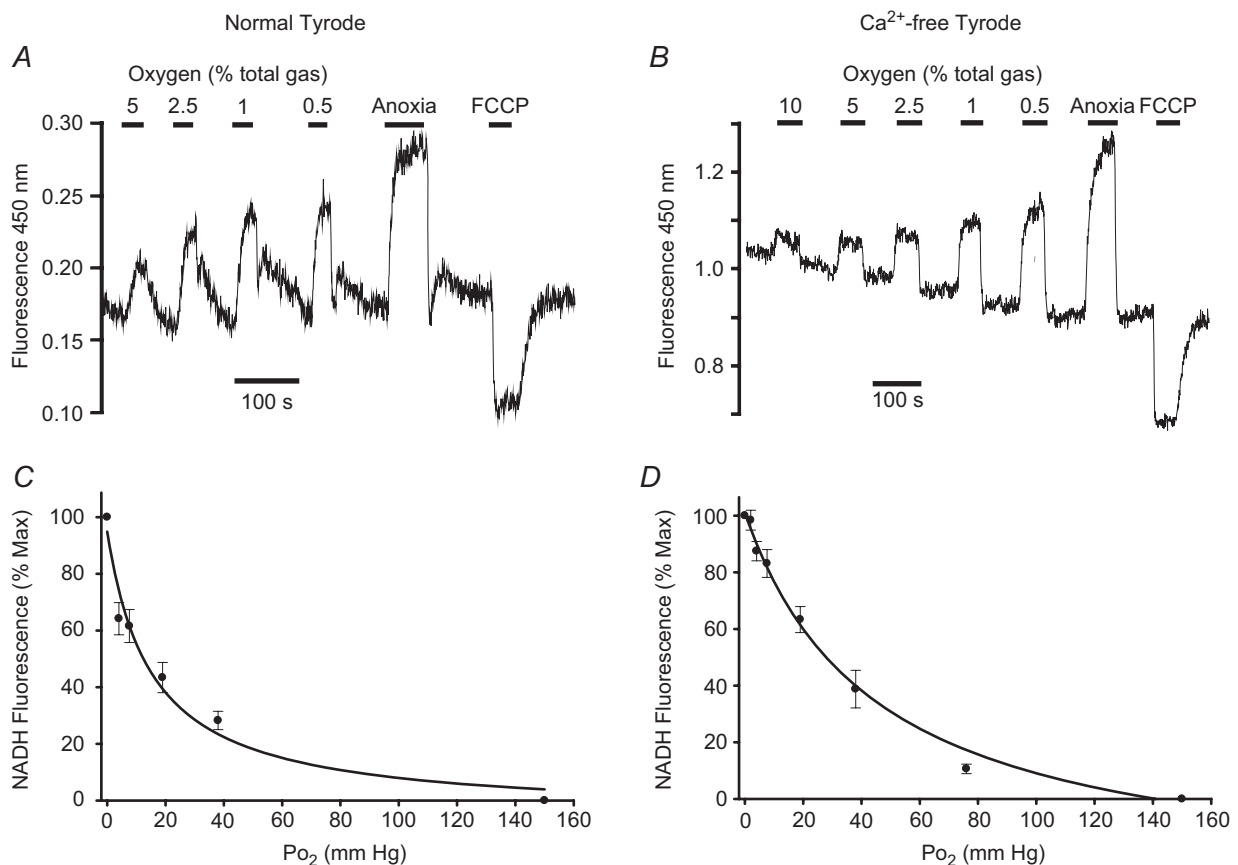 Normal Tyrode
Ca²⁺-free Tyrode
A
Oxygen (% total gas)
5 2.5 1 0.5 Anoxia FCCP
Fluorescence 450 nm
0.30
0.25
0.20
0.15
0.10
100 s
B
Oxygen (% total gas)
10 5 2.5 1 0.5 Anoxia FCCP
Fluorescence 450 nm
1.2
1.0
0.8
100 s
C
NADH Fluorescence (% Max)
100
80
60
40
20
0
0 20 40 60 80 100 120 140 160
Po₂ (mm Hg)
D
NADH Fluorescence (% Max)
100
80
60
40
20
0
0 20 40 60 80 100 120 140 160
Po₂ (mm Hg)